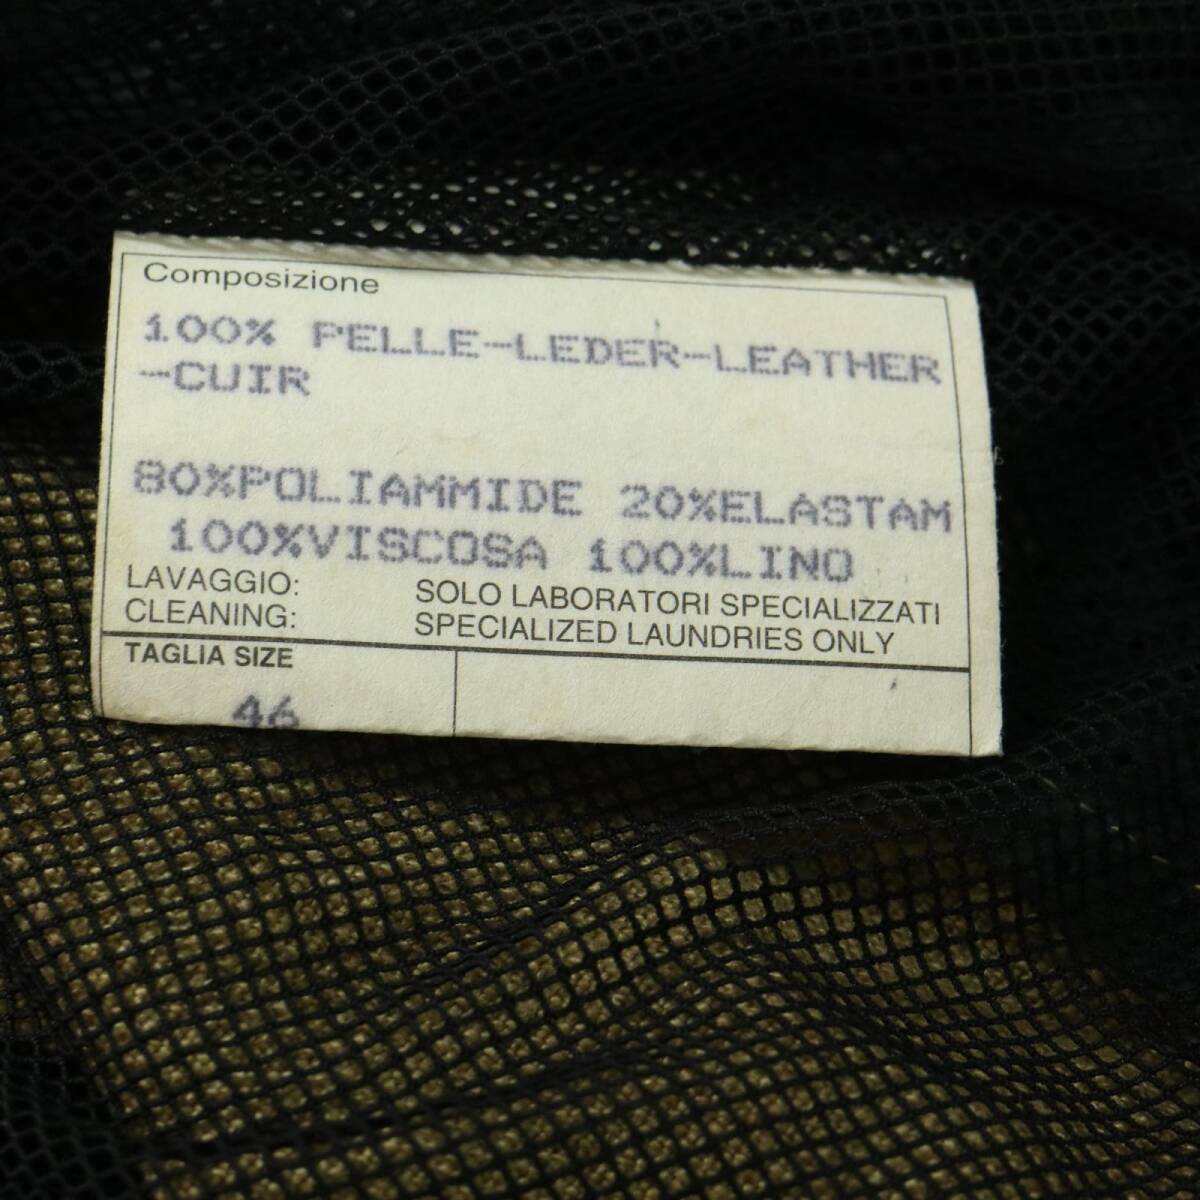 Composizione
100% PELLE-LEDER-LEATHER
-CUIR
80%POLIAMMIDE 20%ELASTAM
100%VISCOSA 100%LINO
LAVAGGIO: SOLO LABORATORI SPECIALIZZATI
CLEANING: SPECIALIZED LAUNDRIES ONLY
TAGLIA SIZE
46